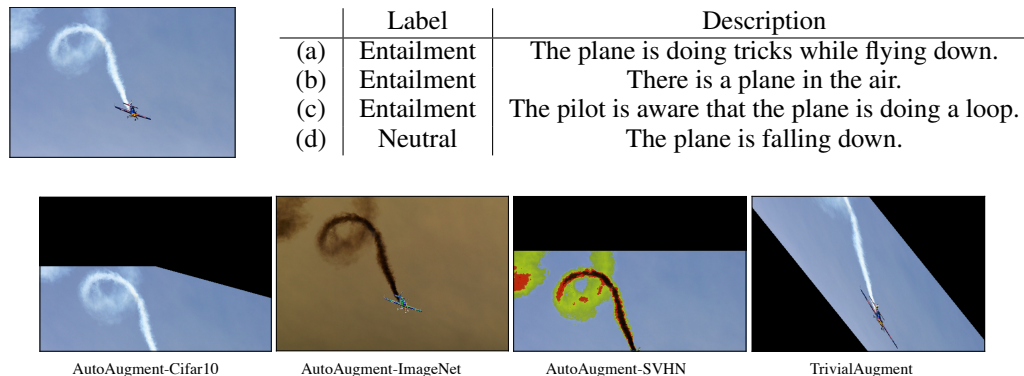 Label Description
(a) Entailment The plane is doing tricks while flying down.
(b) Entailment There is a plane in the air.
(c) Entailment The pilot is aware that the plane is doing a loop.
(d) Neutral The plane is falling down.
AutoAugment-Cifar10 AutoAugment-ImageNet AutoAugment-SVHN TrivialAugment